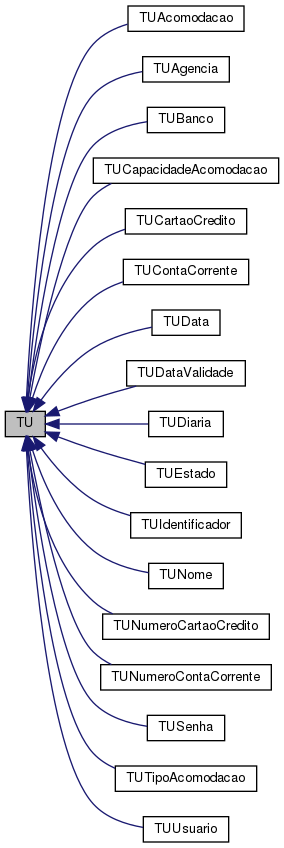 TUAcomodacao
TUAgencia
TUBanco
TUCapacidadeAcomodacao
TUCartaoCredito
TUContaCorrente
TUData
TUDataValidade
TU
TUDiaria
TUEstado
TUIdentificador
TUNome
TUNumeroCartaoCredito
TUNumeroContaCorrente
TUSenha
TUTipoAcomodacao
TUUsuario